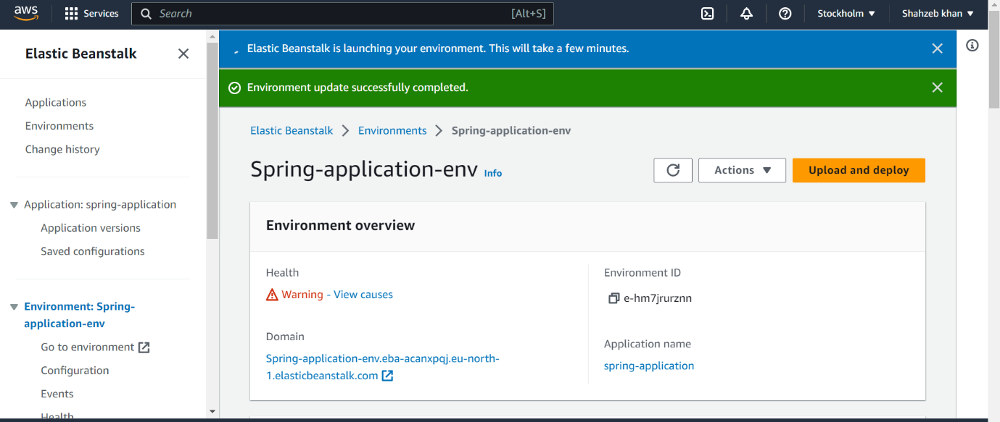 aws
Services
Search
[Alt+S]
Stockholm
Shahzeb khan
Elastic Beanstalk
Applications
Environments
Change history
Application: spring-application
Application versions
Saved configurations
Environment: Spring-
application-env
Go to environment
Configuration
Events
Health
Elastic Beanstalk is launching your environment. This will take a few minutes.
Environment update successfully completed.
Elastic Beanstalk > Environments > Spring-application-env
Spring-application-env Info
Actions
Upload and deploy
Environment overview
Health
Warning - View causes
Domain
Spring-application-env.eba-acanxpqj.eu-north-
1.elasticbeanstalk.com
Environment ID
e-hm7jrurznn
Application name
spring-application